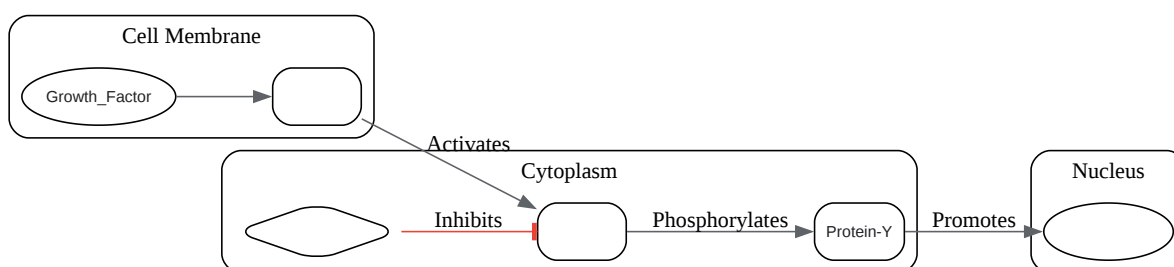 Cell Membrane
Growth_Factor
Activates
Cytoplasm
Nucleus
Inhibits
Phosphorylates
Protein-Y
Promotes